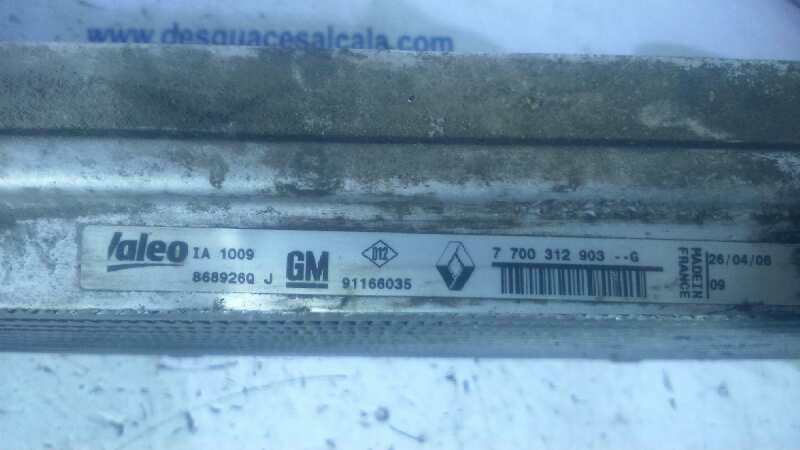 www.desguacesalcala.com
Valeo IA 1009
868926Q J
GM
D12
91166035
7 700 312 903 --G
MADE IN
FRANCE
26/04/06
09